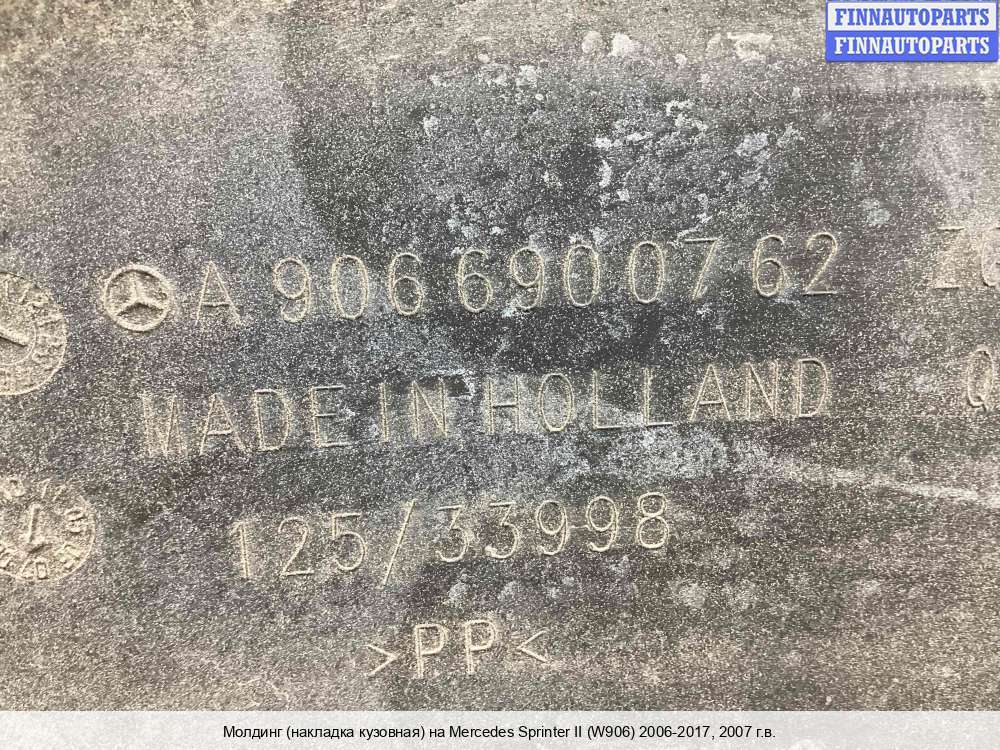 FINNAUTOPARTS
FINNAUTOPARTS
A 906 690 07 62
MADE IN HOLLAND
125/33998
>PP<
Молдинг (накладка кузовная) на Mercedes Sprinter II (W906) 2006-2017, 2007 г.в.